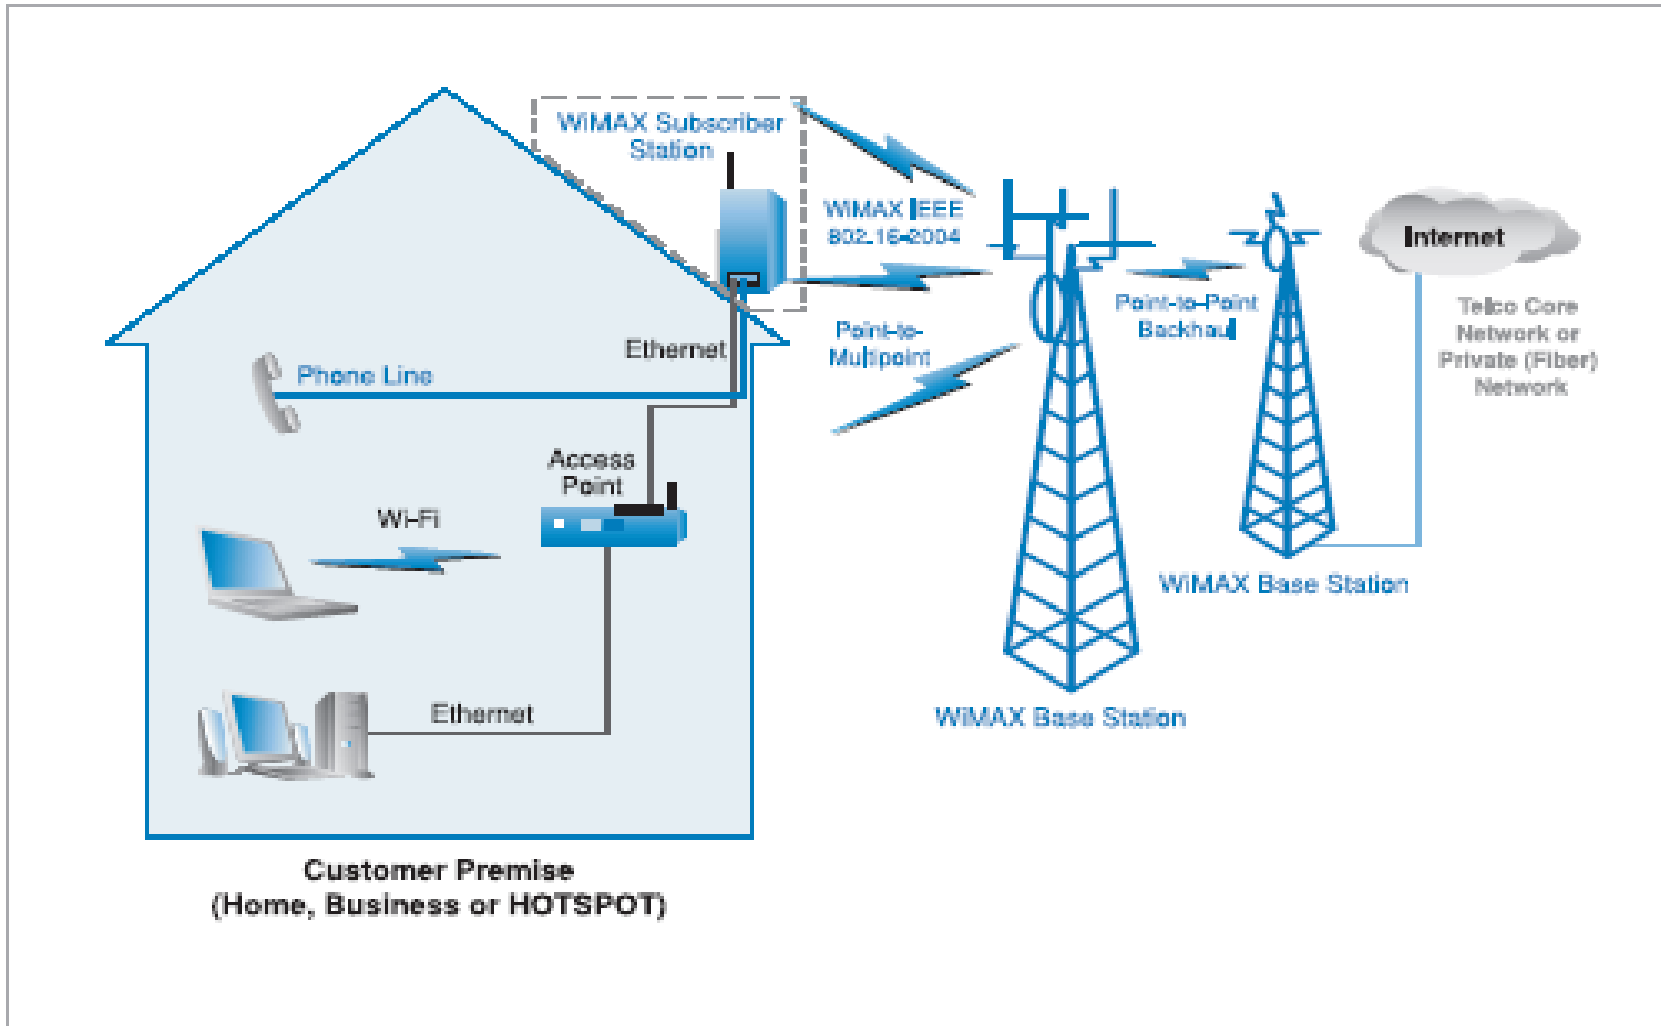 WiMAX Subscriber
Station
WiMAX IEEE
802.16-2004
Internet
Point-to-Point
Backhaul
Telco Core
Network or
Private (Fiber)
Network
Point-to-
Multipoint
Ethernet
Phone Line
Access
Point
Wi-Fi
WiMAX Base Station
Ethernet
WiMAX Base Station
Customer Premise
(Home, Business or HOTSPOT)